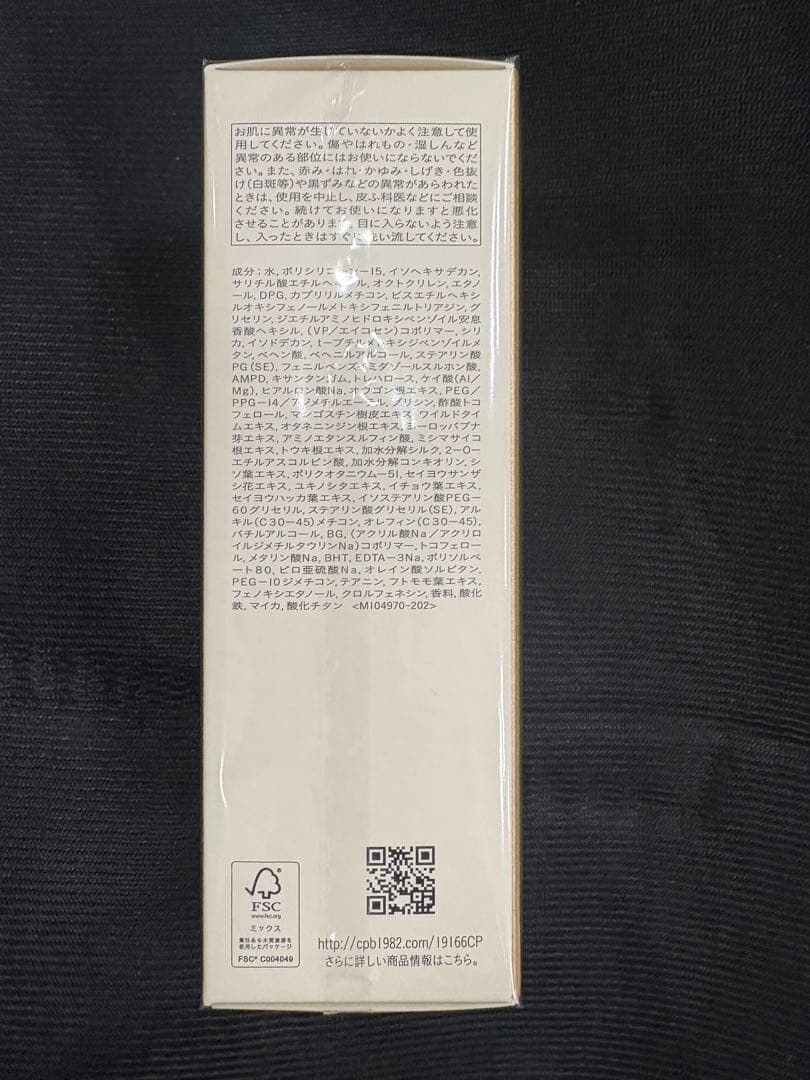 お肌に異常が生じていないかよく注意して使
用してください。傷やはれもの・湿しんなど
異常のある部位にはお使いにならないでくだ
さい。また、赤み・はれ・かゆみ・しげき・色抜
け(白斑等)や黒ずみなどの異常があらわれた
ときは、使用を中止し、皮ふ科医などにご相談
ください。続けてお使いになりますと悪化
させることがあります。目に入らないよう注意
し、入ったときはすぐに洗い流してください。
成分;水,ポリシリコーン-15,イソヘキサデカン,
サリチル酸エチルヘキシル,オクトクリレン,エタノ
ール,DPG,カプリリルメチコン,ビスエチルヘキシ
ルオキシフェノールメトキシフェニルトリアジン,グ
リセリン,ジエチルアミノヒドロキシベンゾイル安息
香酸ヘキシル,(VP/エイコセン)コポリマー,シリ
カ,イソドデカン,t-ブチルメトキシジベンゾイルメ
タン,ベヘン酸,ベヘニルアルコール,ステアリン酸
PG(SE),フェニルベンズイミダゾールスルホン酸,
AMPD,キサンタンガム,トレハロース,ケイ酸(Al/
Mg),ヒアルロン酸Na,オウゴン根エキス,PEG/
PPG-14/7ジメチルエーテル,グリシン,酢酸トコ
フェロール,マンゴスチン樹皮エキス,ワイルドタイ
ムエキス,オタネニンジン根エキス,ヨーロッパブナ
芽エキス,アミノエタンスルフィン酸,ミシマサイコ
根エキス,トウキ根エキス,加水分解シルク,2-O-
エチルアスコルビン酸,加水分解コンキオリン,シ
ソ葉エキス,ポリクオタニウム-51,セイヨウサンザ
シ花エキス,ユキノシタエキス,イチョウ葉エキス,
セイヨウハッカ葉エキス,イソステアリン酸PEG-
60グリセリル,ステアリン酸グリセリル(SE),アル
キル(C30-45)メチコン,オレフィン(C30-45),
バチルアルコール,BG,(アクリル酸Na/アクリロ
イルジメチルタウリンNa)コポリマー,トコフェロー
ル,メタリン酸Na,BHT,EDTA-3Na,ポリソルベ
ート80,ピロ亜硫酸Na,オレイン酸ソルビタン,
PEG-10ジメチコン,テアニン,フトモモ葉エキス,
フェノキシエタノール,クロルフェネシン,香料,酸化
鉄,マイカ,酸化チタン <MI04970-202>
FSC
www.fsc.org
ミックス
責任ある木質資源を
使用したパッケージ
FSC® C004049
http://cpb1982.com/19166CP
さらに詳しい商品情報はこちら。